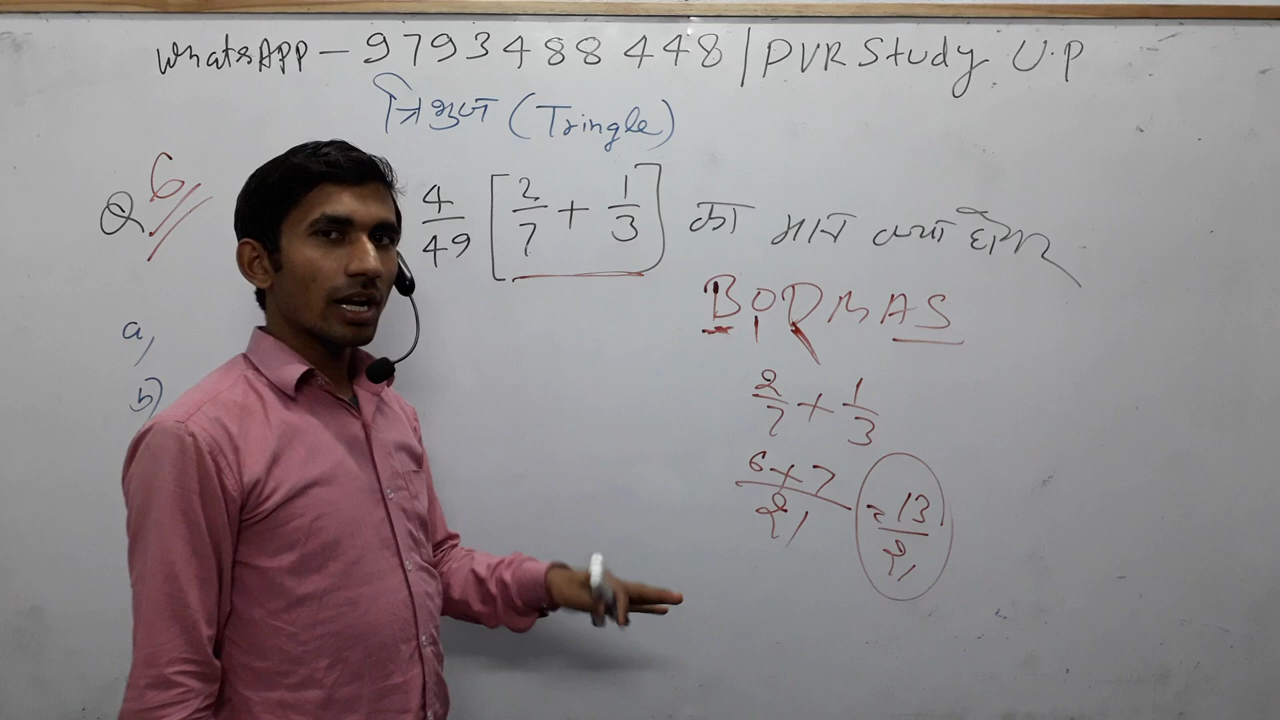 WhatsApp - 9793488448 | DVR Study U.P
त्रिभुज (Tringle)
Q 6 4/49 [2/7 + 1/3] का मान क्या होगा
BODMAS
a,
2/7 + 1/3
b)
6+7/21 = 13/21